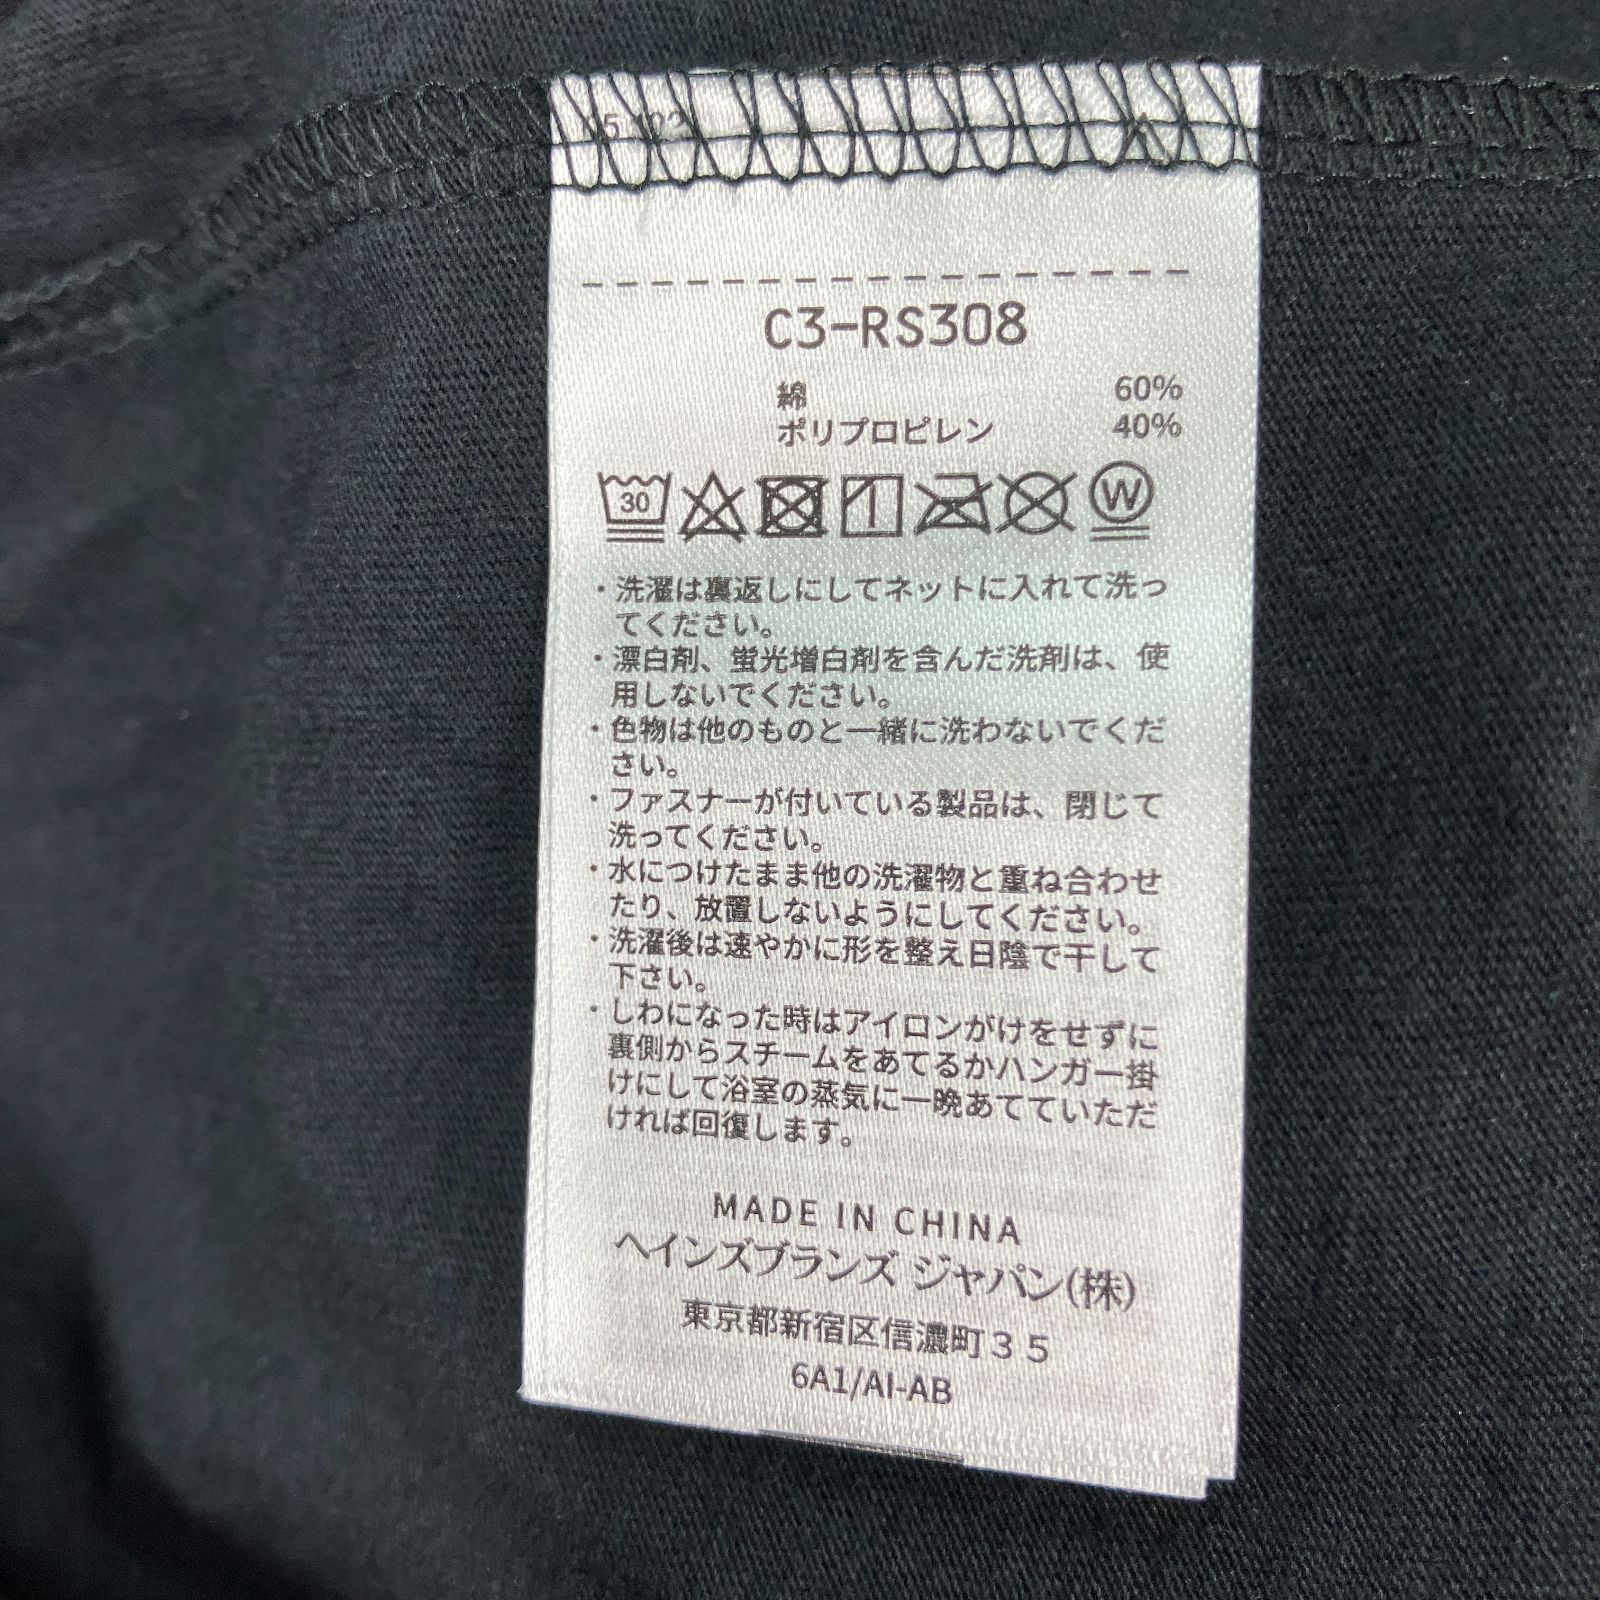 C3-RS308
綿 60%
ポリプロピレン 40%
30 W
・洗濯は裏返しにしてネットに入れて洗っ
てください。
・漂白剤、蛍光増白剤を含んだ洗剤は、使
用しないでください。
・色物は他のものと一緒に洗わないでくだ
さい。
・ファスナーが付いている製品は、閉じて
洗ってください。
・水につけたまま他の洗濯物と重ね合わせ
たり、放置しないようにしてください。
・洗濯後は速やかに形を整え日陰で干して
下さい。
・しわになった時はアイロンがけをせずに
裏側からスチームをあてるかハンガー掛
けにして浴室の蒸気に一晩あてていただ
ければ回復します。
MADE IN CHINA
ヘインズブランズ ジャパン(株)
東京都新宿区信濃町３５
6A1/AI-AB